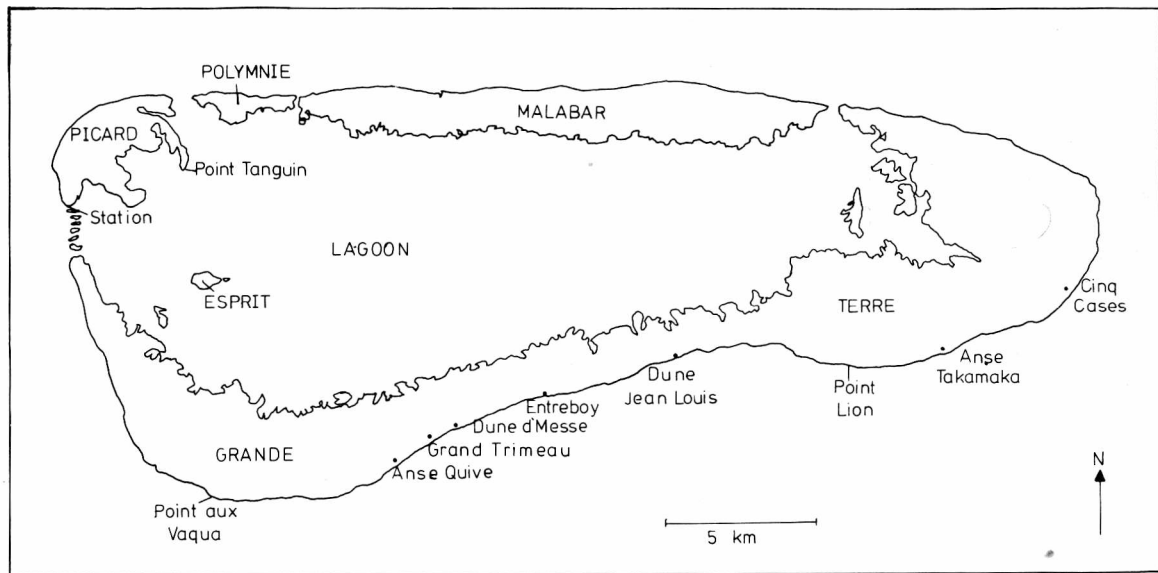 POLYMNIE
MALABAR
PICARD
Point Tanguin
Station
LAGOON
ESPRIT
TERRE
Cinq
Cases
Anse
Takamaka
Point
Lion
Dune
Jean Louis
Entreboy
Dune d'Messe
Grand Trimeau
Anse Quive
GRANDE
Point aux
Vaqua
N
5 km